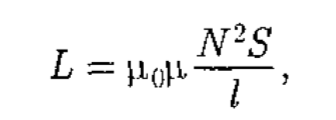 L = μ₀μ N²S / l,